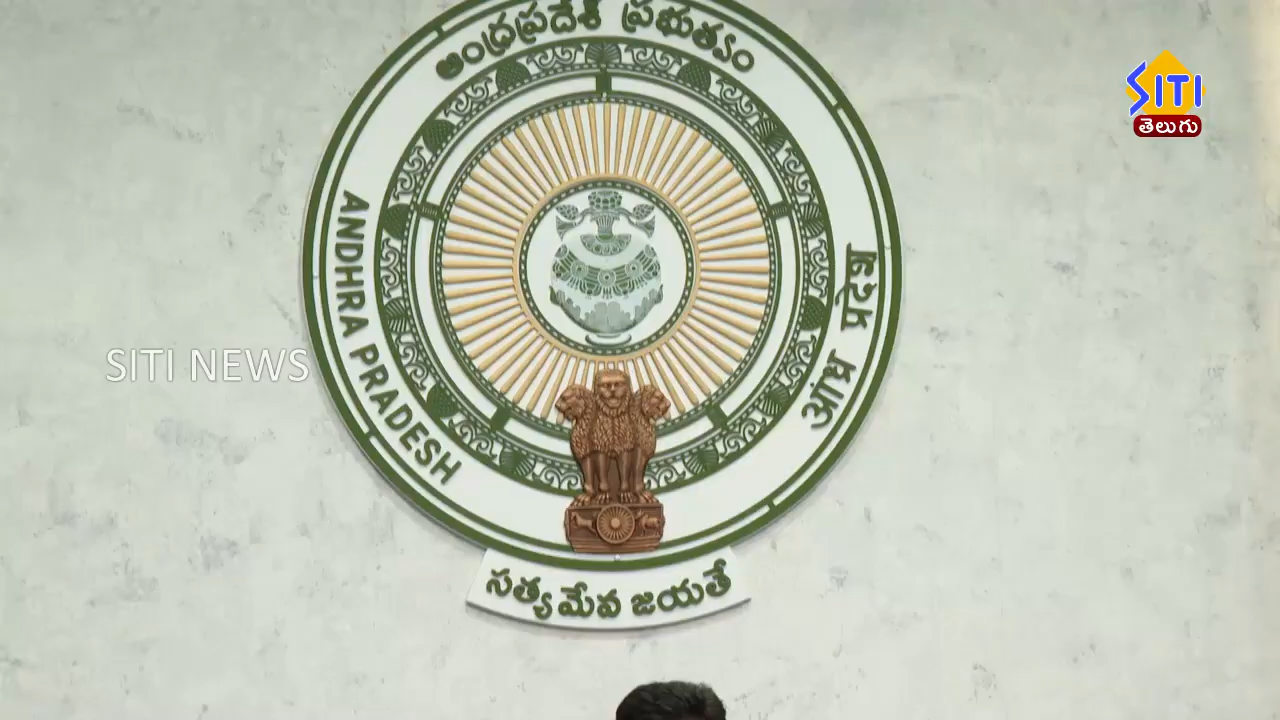 ఆంధ్రప్రదేశ్ ప్రభుత్వం
SITI
తెలుగు
ANDHRA PRADESH
आंध्र प्रदेश
SITI NEWS
సత్యమేవ జయతే